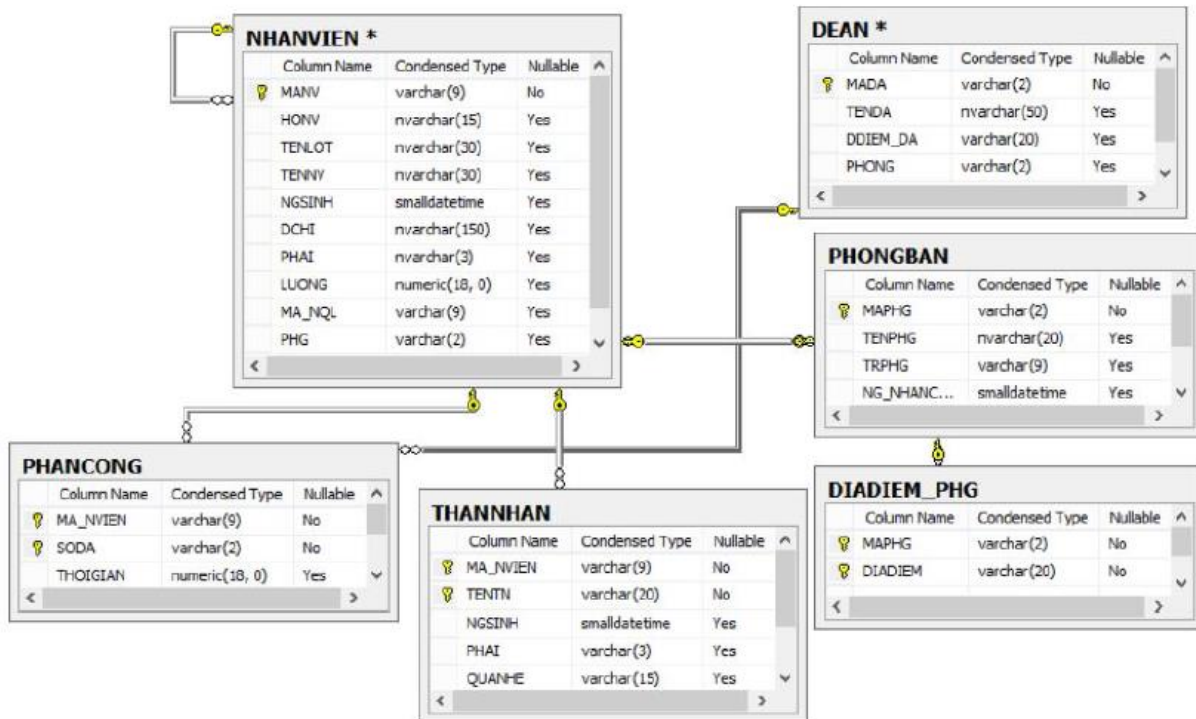 NHANVIEN *
Column Name Condensed Type Nullable
MANV varchar(9) No
HONV nvarchar(15) Yes
TENLOT nvarchar(30) Yes
TENNV nvarchar(30) Yes
NGSINH smalldatetime Yes
DCHI nvarchar(150) Yes
PHAI nvarchar(3) Yes
LUONG numeric(18, 0) Yes
MA_NQL varchar(9) Yes
PHG varchar(2) Yes
DEAN *
Column Name Condensed Type Nullable
MADA varchar(2) No
TENDA nvarchar(50) Yes
DDIEM_DA varchar(20) Yes
PHONG varchar(2) Yes
PHONGBAN
Column Name Condensed Type Nullable
MAPHG varchar(2) No
TENPHG nvarchar(20) Yes
TRPHG varchar(9) Yes
NG_NHANC... smalldatetime Yes
PHANCONG
Column Name Condensed Type Nullable
MA_NVIEN varchar(9) No
SODA varchar(2) No
THOIGIAN numeric(18, 0) Yes
THANNHAN
Column Name Condensed Type Nullable
MA_NVIEN varchar(9) No
TENTN varchar(20) No
NGSINH smalldatetime Yes
PHAI varchar(3) Yes
QUANHE varchar(15) Yes
DIADIEM_PHG
Column Name Condensed Type Nullable
MAPHG varchar(2) No
DIADIEM varchar(20) No